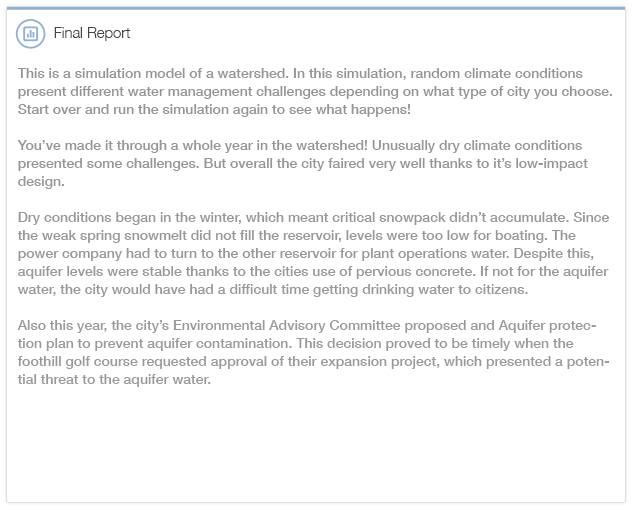 Final Report
This is a simulation model of a watershed. In this simulation, random climate conditions
present different water management challenges depending on what type of city you choose.
Start over and run the simulation again to see what happens!
You've made it through a whole year in the watershed! Unusually dry climate conditions
presented some challenges. But overall the city faired very well thanks to it's low-impact
design.
Dry conditions began in the winter, which meant critical snowpack didn't accumulate. Since
the weak spring snowmelt did not fill the reservoir, levels were too low for boating. The
power company had to turn to the other reservoir for plant operations water. Despite this,
aquifer levels were stable thanks to the cities use of pervious concrete. If not for the aquifer
water, the city would have had a difficult time getting drinking water to citizens.
Also this year, the city's Environmental Advisory Committee proposed and Aquifer protec-
tion plan to prevent aquifer contamination. This decision proved to be timely when the
foothill golf course requested approval of their expansion project, which presented a poten-
tial threat to the aquifer water.